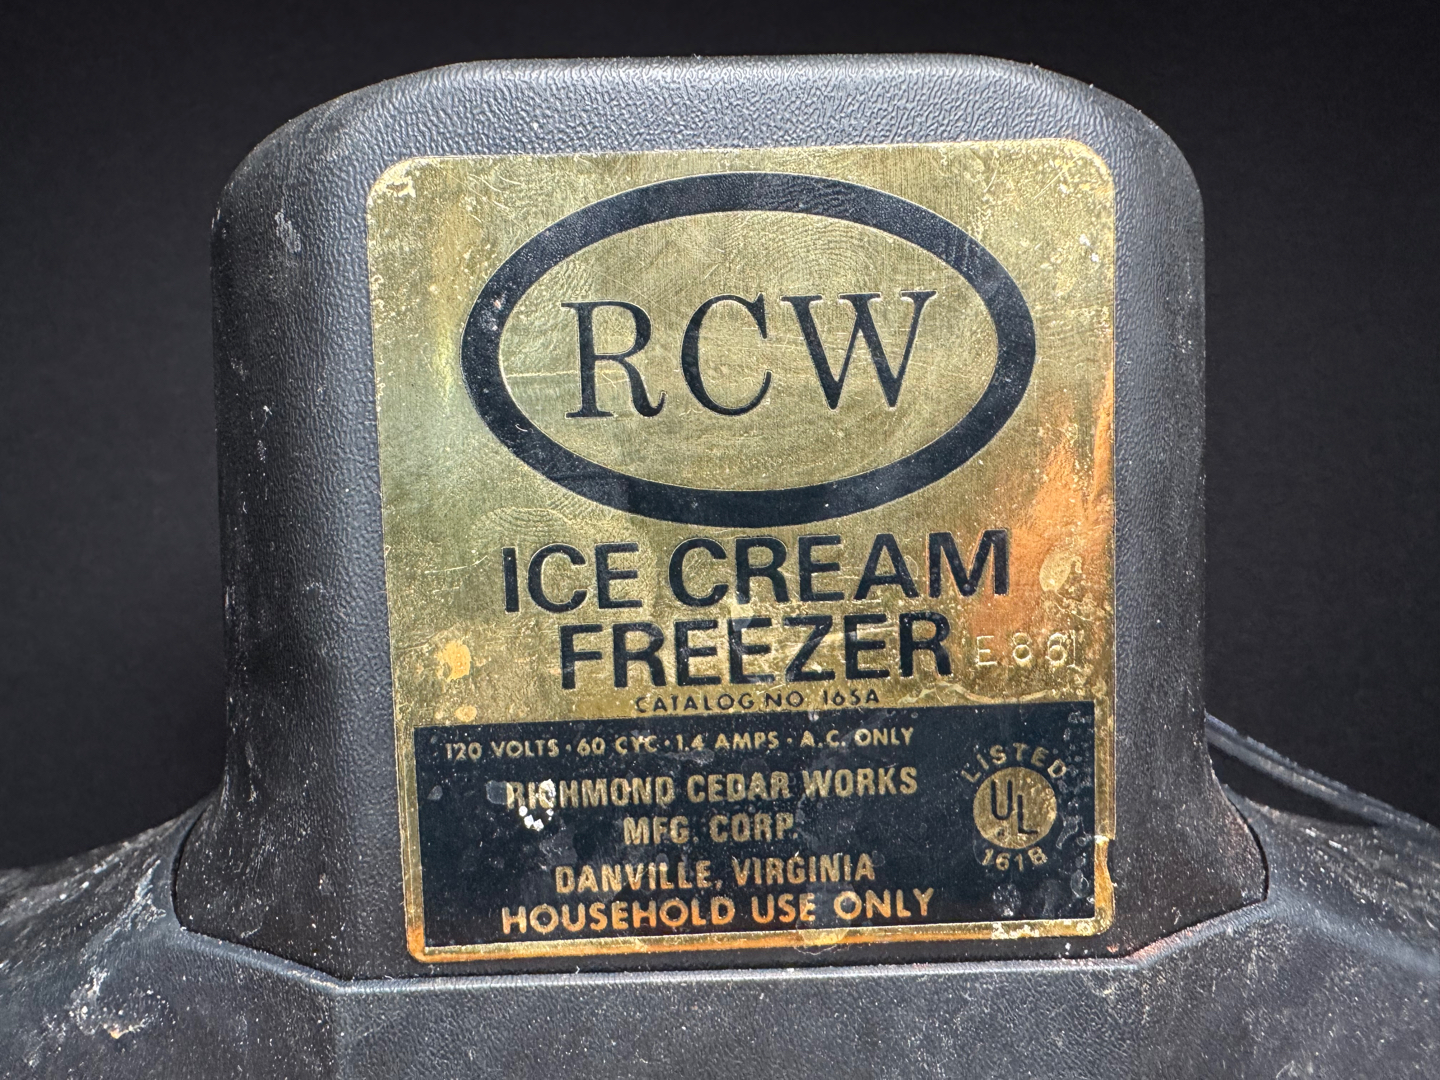 RCW
ICE CREAM
FREEZER
E861
CATALOG NO. 165A
120 VOLTS · 60 CYC · 1.4 AMPS · A.C. ONLY
RICHMOND CEDAR WORKS
MFG. CORP.
DANVILLE, VIRGINIA
HOUSEHOLD USE ONLY
LISTED
UL
161B